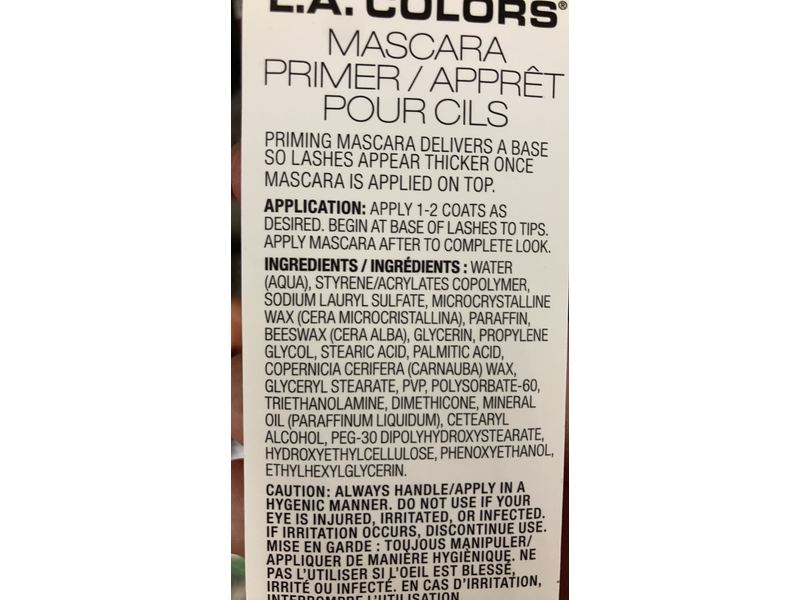 L.A. COLORS®
MASCARA
PRIMER / APPRÊT
POUR CILS
PRIMING MASCARA DELIVERS A BASE
SO LASHES APPEAR THICKER ONCE
MASCARA IS APPLIED ON TOP.
APPLICATION: APPLY 1-2 COATS AS
DESIRED. BEGIN AT BASE OF LASHES TO TIPS.
APPLY MASCARA AFTER TO COMPLETE LOOK.
INGREDIENTS / INGRÉDIENTS : WATER
(AQUA), STYRENE/ACRYLATES COPOLYMER,
SODIUM LAURYL SULFATE, MICROCRYSTALLINE
WAX (CERA MICROCRISTALLINA), PARAFFIN,
BEESWAX (CERA ALBA), GLYCERIN, PROPYLENE
GLYCOL, STEARIC ACID, PALMITIC ACID,
COPERNICIA CERIFERA (CARNAUBA) WAX,
GLYCERYL STEARATE, PVP, POLYSORBATE-60,
TRIETHANOLAMINE, DIMETHICONE, MINERAL
OIL (PARAFFINUM LIQUIDUM), CETEARYL
ALCOHOL, PEG-30 DIPOLYHYDROXYSTEARATE,
HYDROXYETHYLCELLULOSE, PHENOXYETHANOL,
ETHYLHEXYLGLYCERIN.
CAUTION: ALWAYS HANDLE/APPLY IN A
HYGENIC MANNER. DO NOT USE IF YOUR
EYE IS INJURED, IRRITATED, OR INFECTED.
IF IRRITATION OCCURS, DISCONTINUE USE.
MISE EN GARDE : TOUJOUS MANIPULER/
APPLIQUER DE MANIÈRE HYGIÈNIQUE. NE
PAS L'UTILISER SI L'OEIL EST BLESSÉ,
IRRITÉ OU INFECTÉ. EN CAS D'IRRITATION,
INTERROMPRE L'UTILISATION.